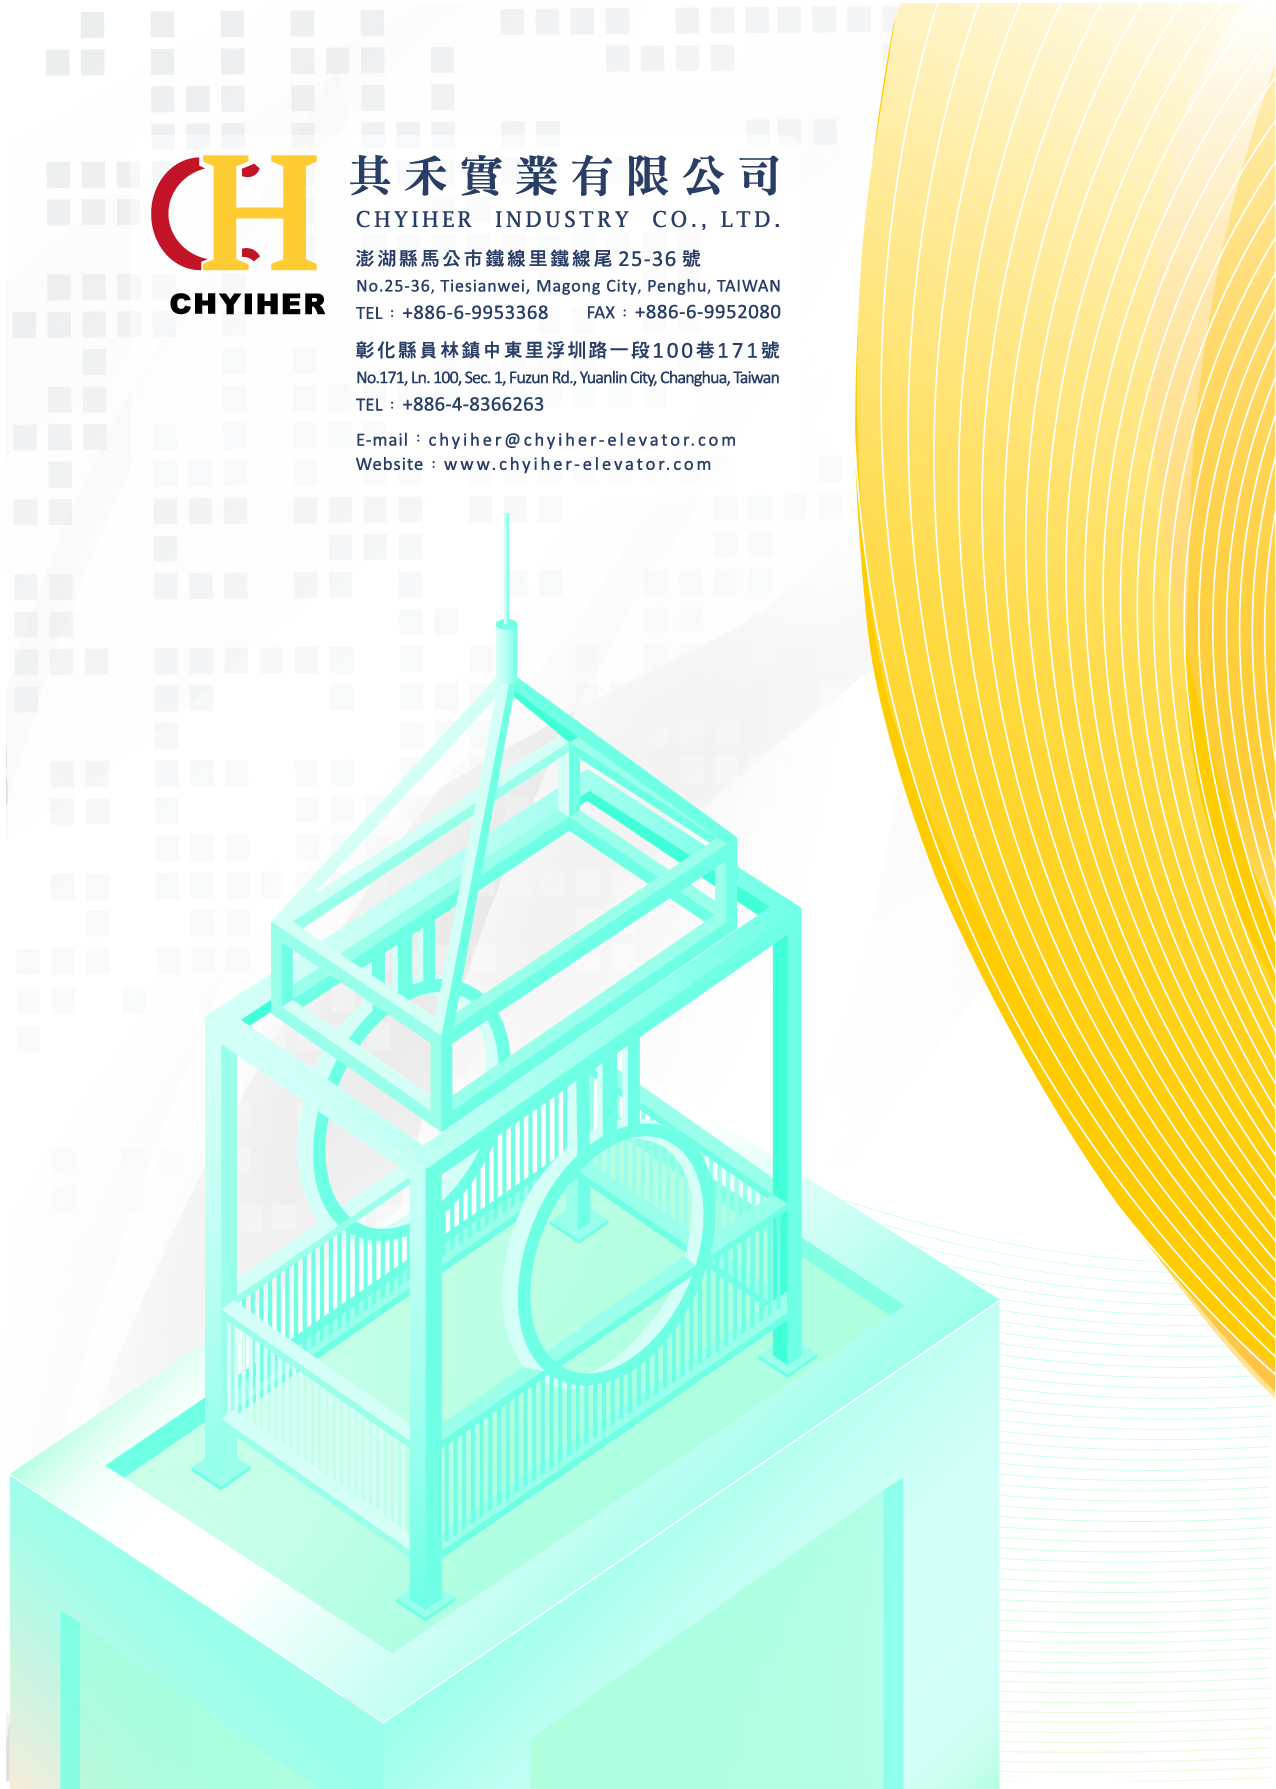 CH
CHYIHER
其禾實業有限公司
CHYIHER INDUSTRY CO., LTD.
澎湖縣馬公市鐵線里鐵線尾 25-36 號
No.25-36, Tiesianwei, Magong City, Penghu, TAIWAN
TEL：+886-6-9953368 FAX：+886-6-9952080
彰化縣員林鎮中東里浮圳路一段100巷171號
No.171, Ln. 100, Sec. 1, Fuzun Rd., Yuanlin City, Changhua, Taiwan
TEL：+886-4-8366263
E-mail：chyiher@chyiher-elevator.com
Website：www.chyiher-elevator.com